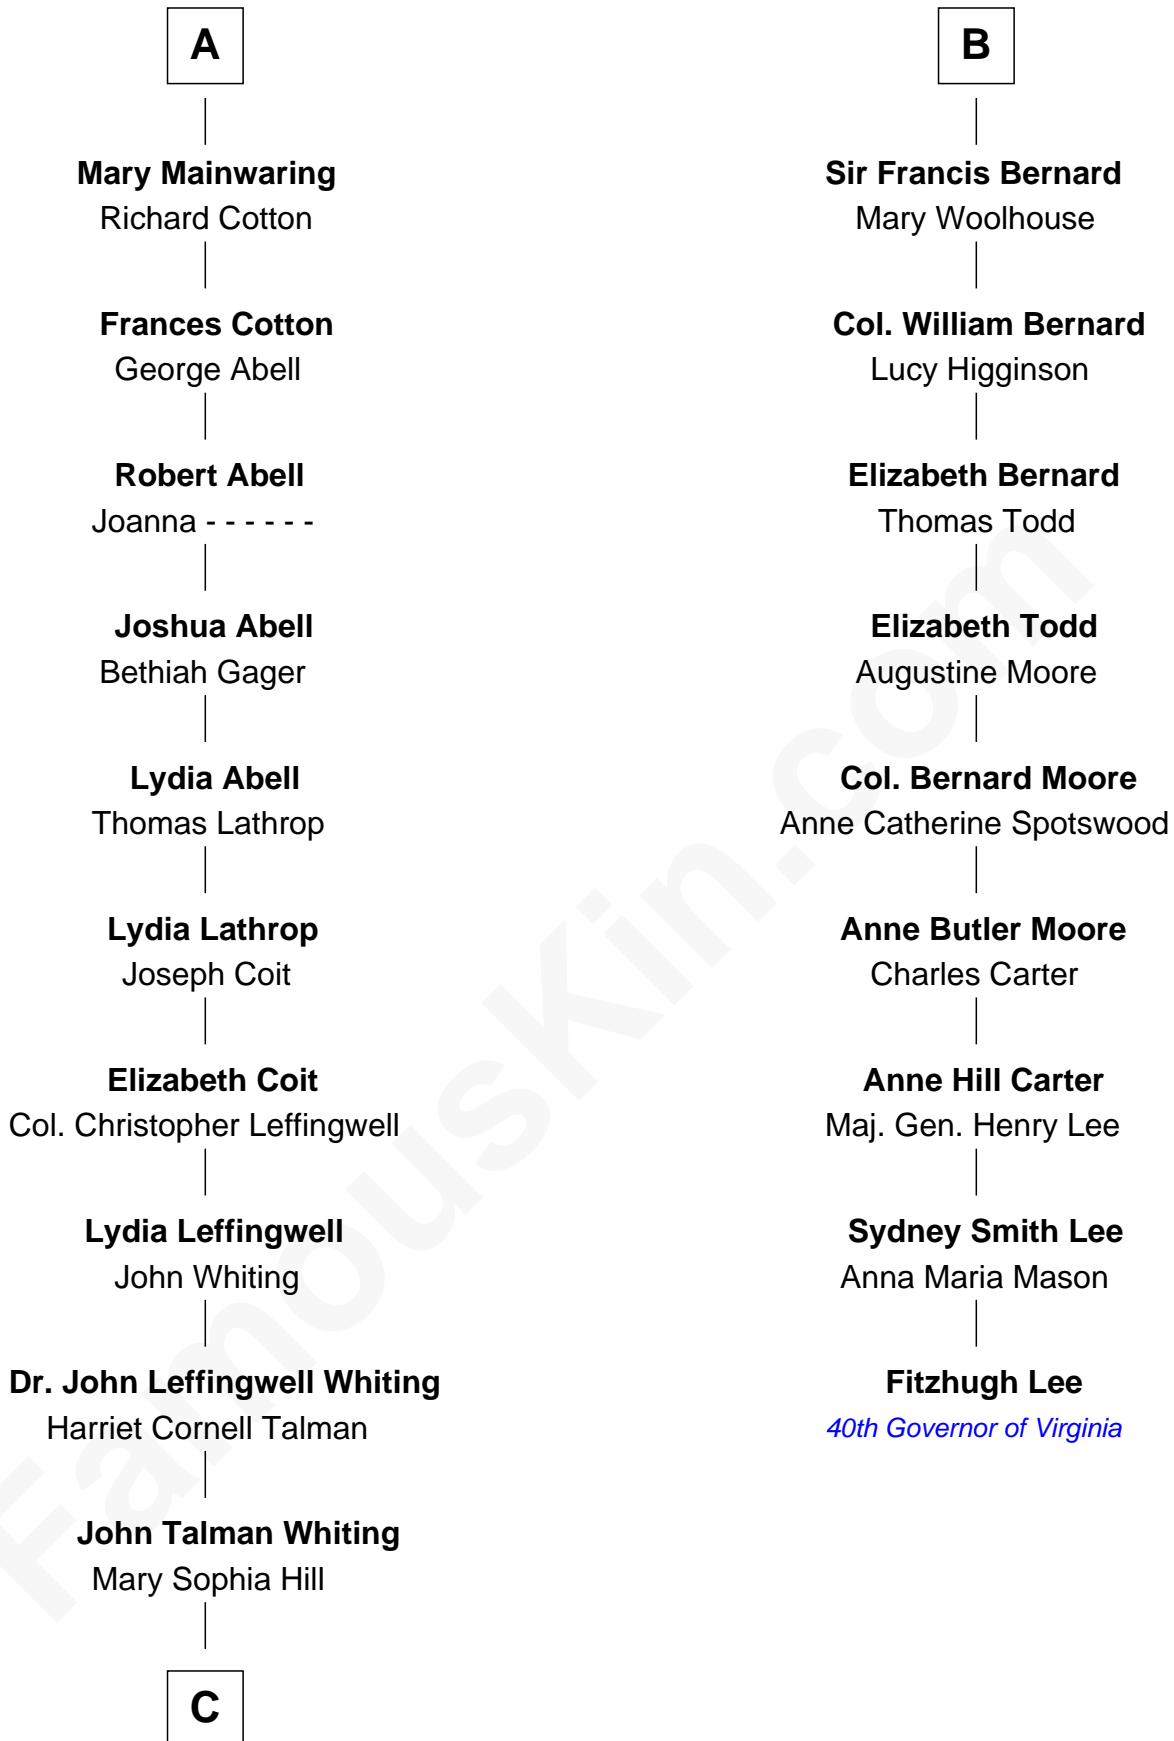 A
Mary Mainwaring
Richard Cotton
Frances Cotton
George Abell
Robert Abell
Joanna - - - - - -
Joshua Abell
Bethiah Gager
Lydia Abell
Thomas Lathrop
Lydia Lathrop
Joseph Coit
Elizabeth Coit
Col. Christopher Leffingwell
Lydia Leffingwell
John Whiting
Dr. John Leffingwell Whiting
Harriet Cornell Talman
John Talman Whiting
Mary Sophia Hill
C
B
Sir Francis Bernard
Mary Woolhouse
Col. William Bernard
Lucy Higginson
Elizabeth Bernard
Thomas Todd
Elizabeth Todd
Augustine Moore
Col. Bernard Moore
Anne Catherine Spotswood
Anne Butler Moore
Charles Carter
Anne Hill Carter
Maj. Gen. Henry Lee
Sydney Smith Lee
Anna Maria Mason
Fitzhugh Lee
40th Governor of Virginia
FamousKin.com